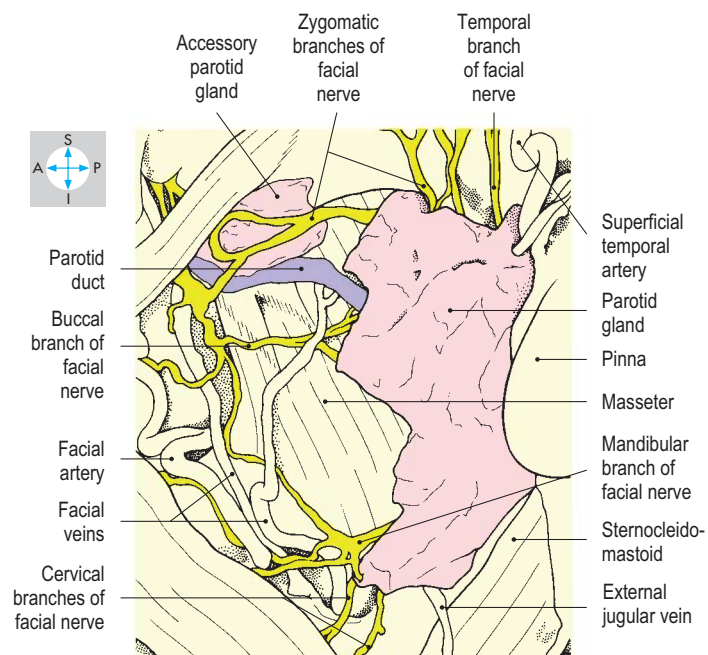 Accessory
parotid
gland
Zygomatic
branches of
facial
nerve
Temporal
branch
of facial
nerve
S
A P
I
Parotid
duct
Buccal
branch of
facial
nerve
Facial
artery
Facial
veins
Cervical
branches of
facial nerve
Superficial
temporal
artery
Parotid
gland
Pinna
Masseter
Mandibular
branch of
facial nerve
Sternocleido-
mastoid
External
jugular vein